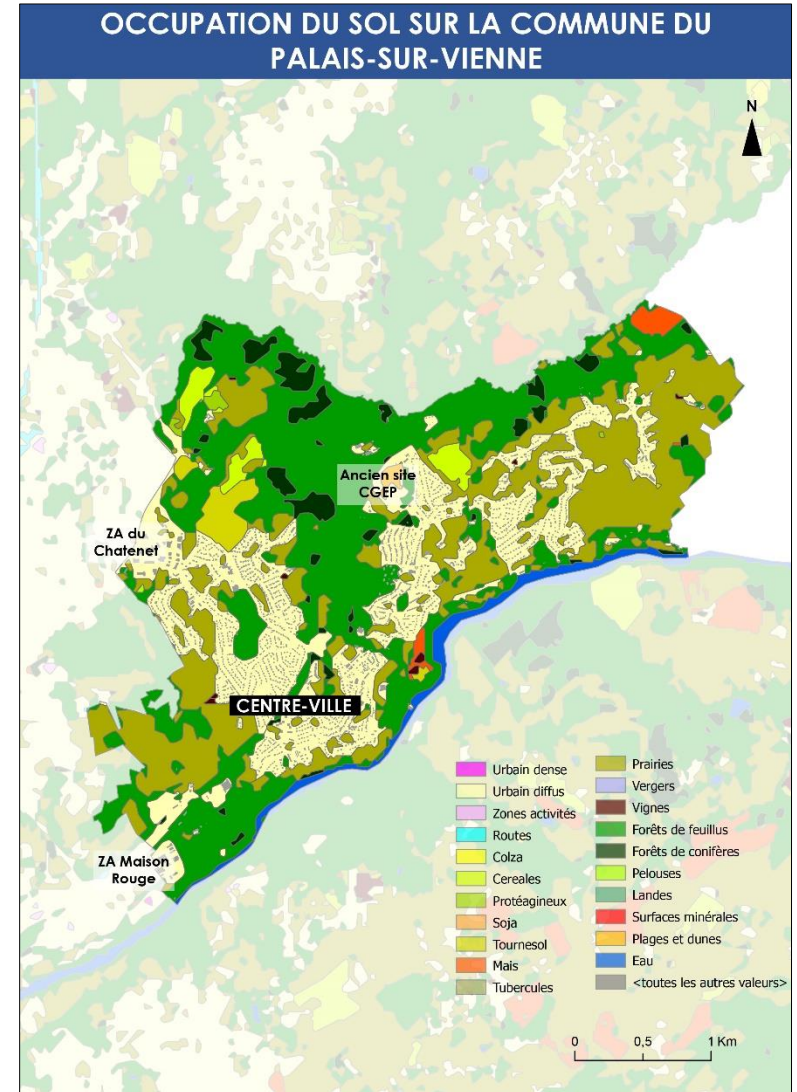 OCCUPATION DU SOL SUR LA COMMUNE DU
PALAIS-SUR-VIENNE
N
Ancien site
CGEP
ZA du
Chatenet
CENTRE-VILLE
ZA Maison
Rouge
Urbain dense
Urbain diffus
Zones activités
Routes
Colza
Cereales
Protéagineux
Soja
Tournesol
Mais
Tubercules
Prairies
Vergers
Vignes
Forêts de feuillus
Forêts de conifères
Pelouses
Landes
Surfaces minérales
Plages et dunes
Eau
<toutes les autres valeurs>
0 0,5 1 Km